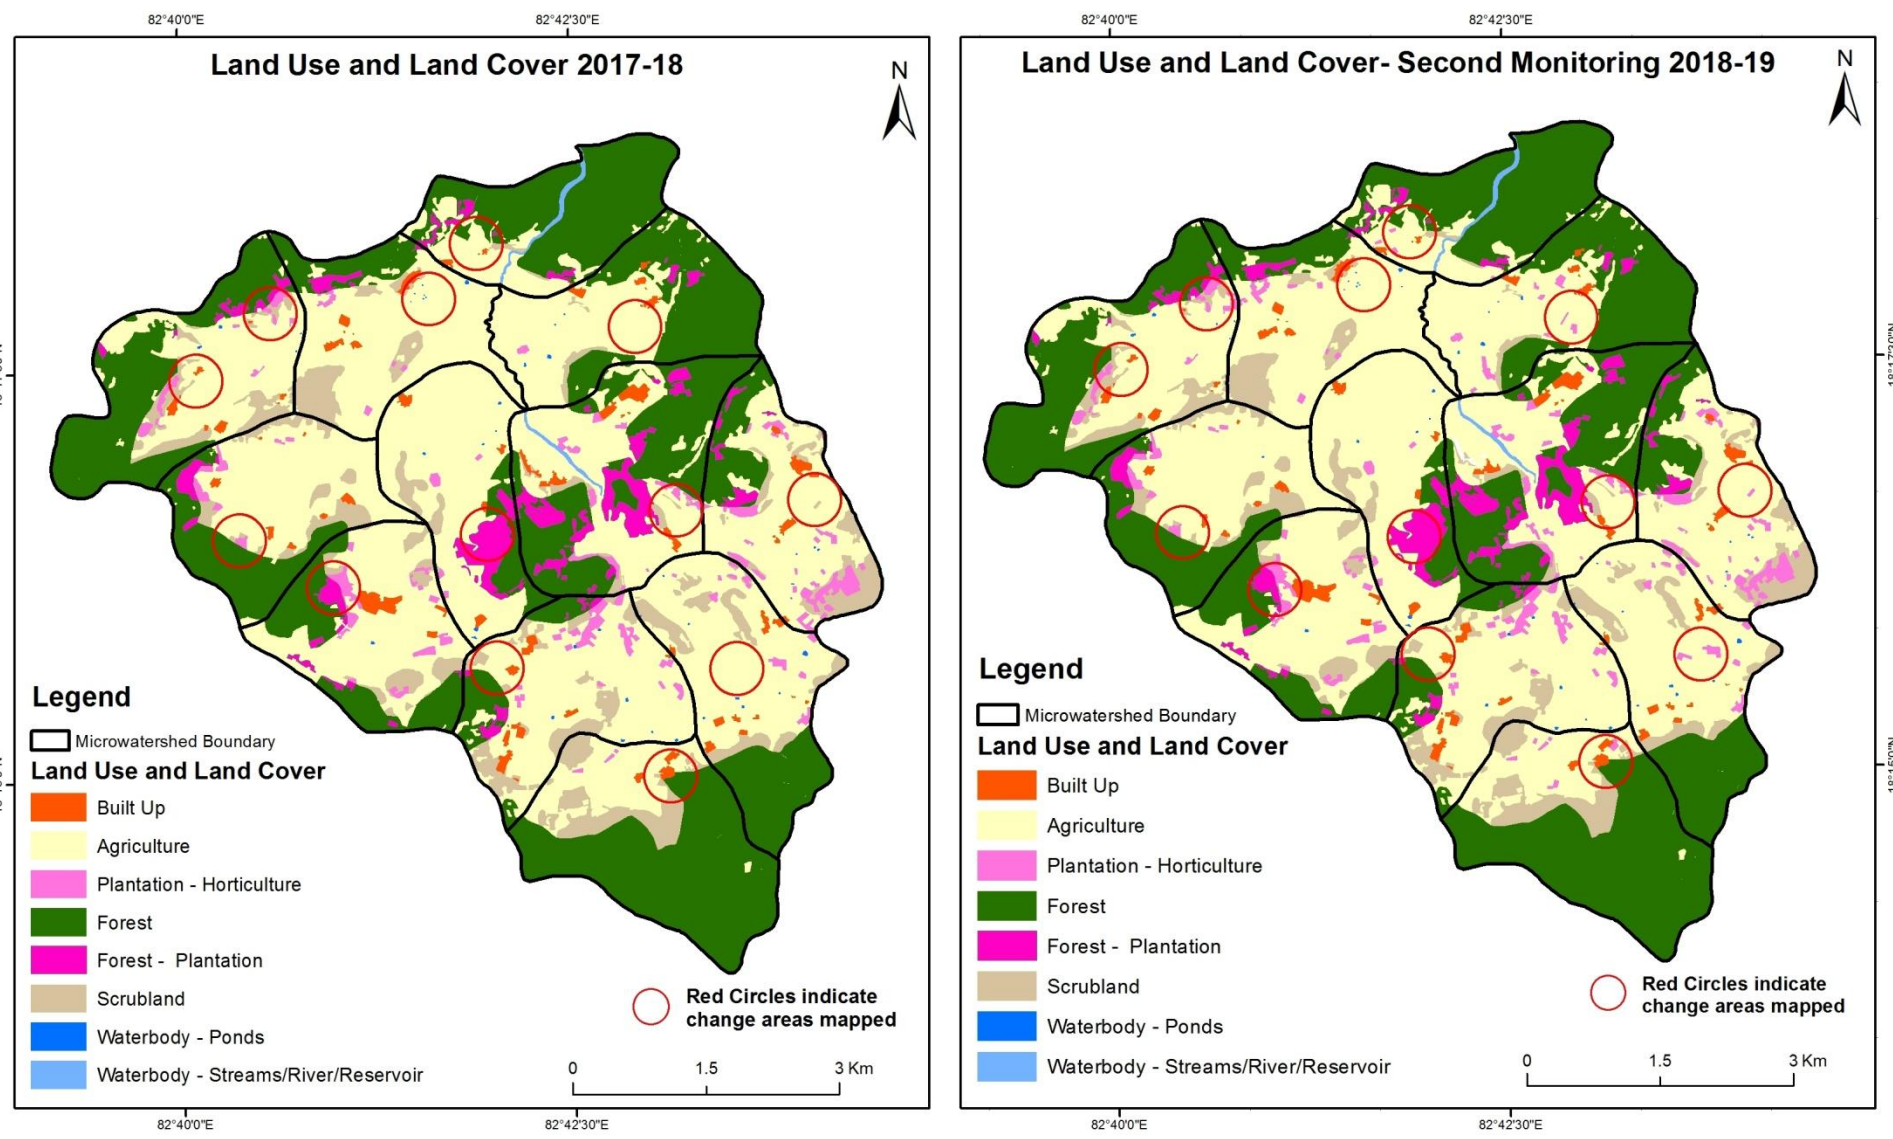 82°40'0"E
82°42'30"E
Land Use and Land Cover 2017-18
N
Legend
Microwatershed Boundary
Land Use and Land Cover
Built Up
Agriculture
Plantation - Horticulture
Forest
Forest - Plantation
Scrubland
Waterbody - Ponds
Waterbody - Streams/River/Reservoir
Red Circles indicate
change areas mapped
0 1.5 3 Km
82°40'0"E
82°42'30"E
82°40'0"E
82°42'30"E
Land Use and Land Cover- Second Monitoring 2018-19
N
Legend
Microwatershed Boundary
Land Use and Land Cover
Built Up
Agriculture
Plantation - Horticulture
Forest
Forest - Plantation
Scrubland
Waterbody - Ponds
Waterbody - Streams/River/Reservoir
Red Circles indicate
change areas mapped
0 1.5 3 Km
82°40'0"E
82°42'30"E